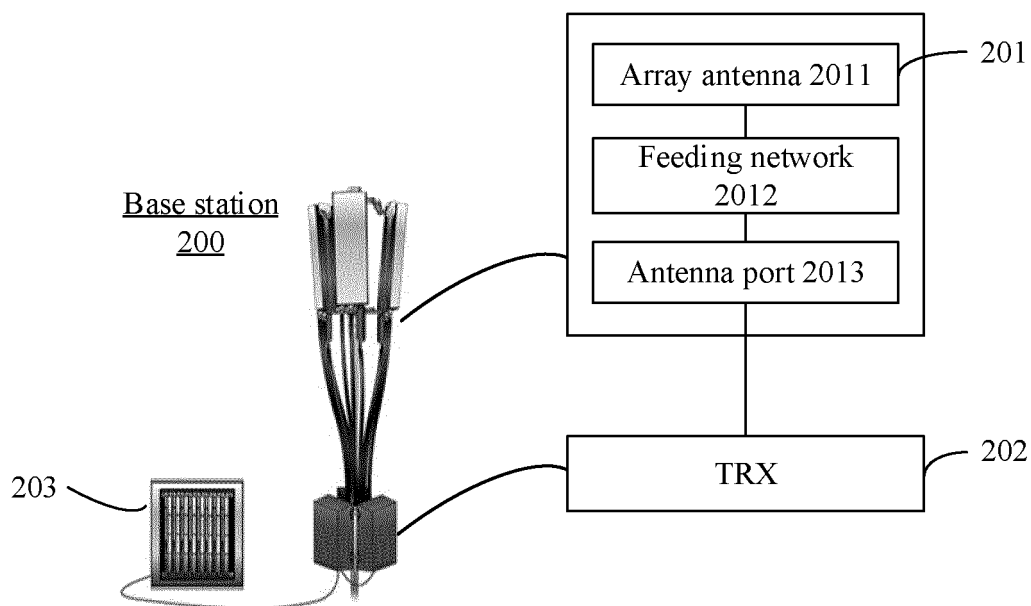 Array antenna 2011
201
Feeding network
2012
Base station
200
Antenna port 2013
TRX
202
203